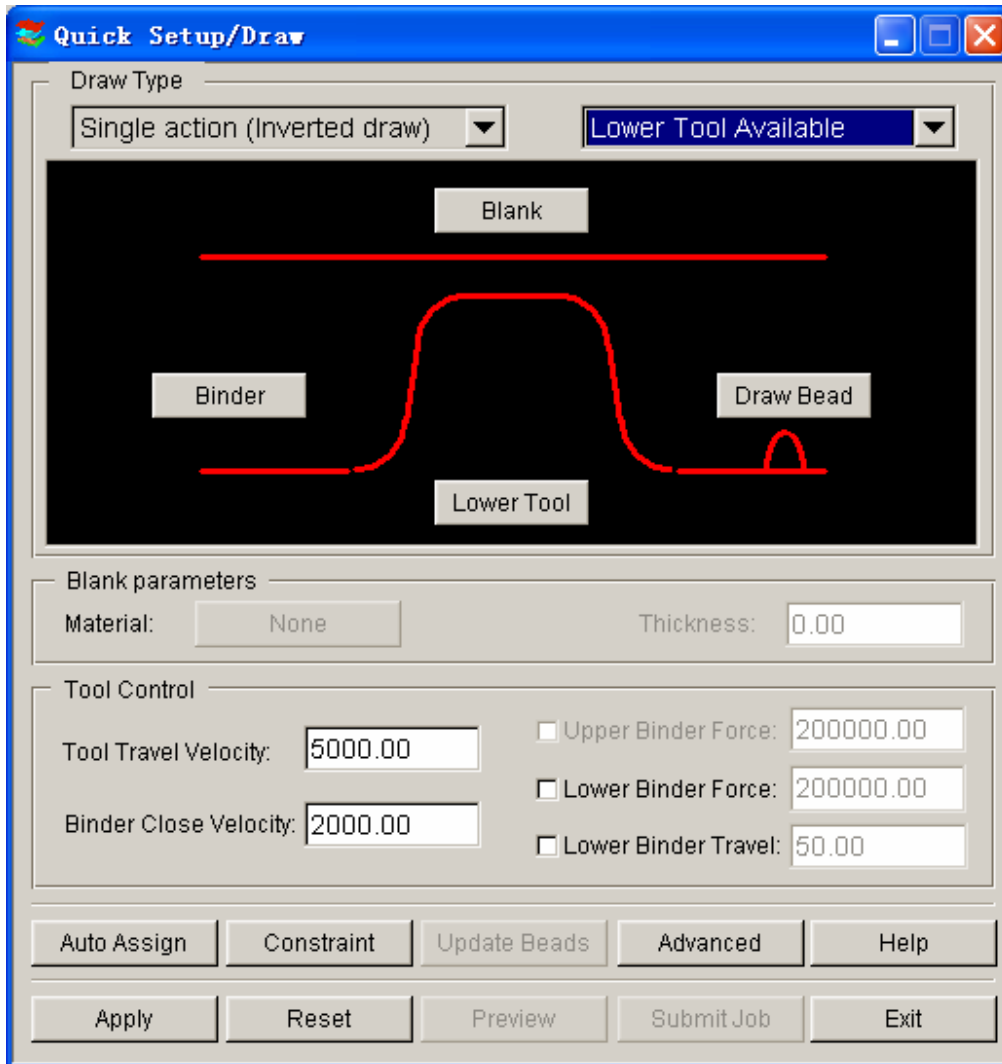 Quick Setup/Draw
Draw Type
Single action (Inverted draw) Lower Tool Available
Blank
Binder Draw Bead
Lower Tool
Blank parameters
Material: None Thickness: 0.00
Tool Control
Tool Travel Velocity: 5000.00 Upper Binder Force: 200000.00
Lower Binder Force: 200000.00
Binder Close Velocity: 2000.00 Lower Binder Travel: 50.00
Auto Assign Constraint Update Beads Advanced Help
Apply Reset Preview Submit Job Exit